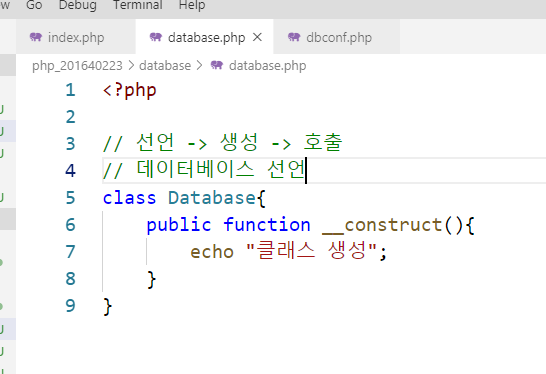 Go Debug Terminal Help
index.php database.php × dbconf.php
php_201640223 > database > database.php
1 <?php
2
3 // 선언 -> 생성 -> 호출
4 // 데이터베이스 선언
5 class Database{
6 public function __construct(){
7 echo "클래스 생성";
8 }
9 }